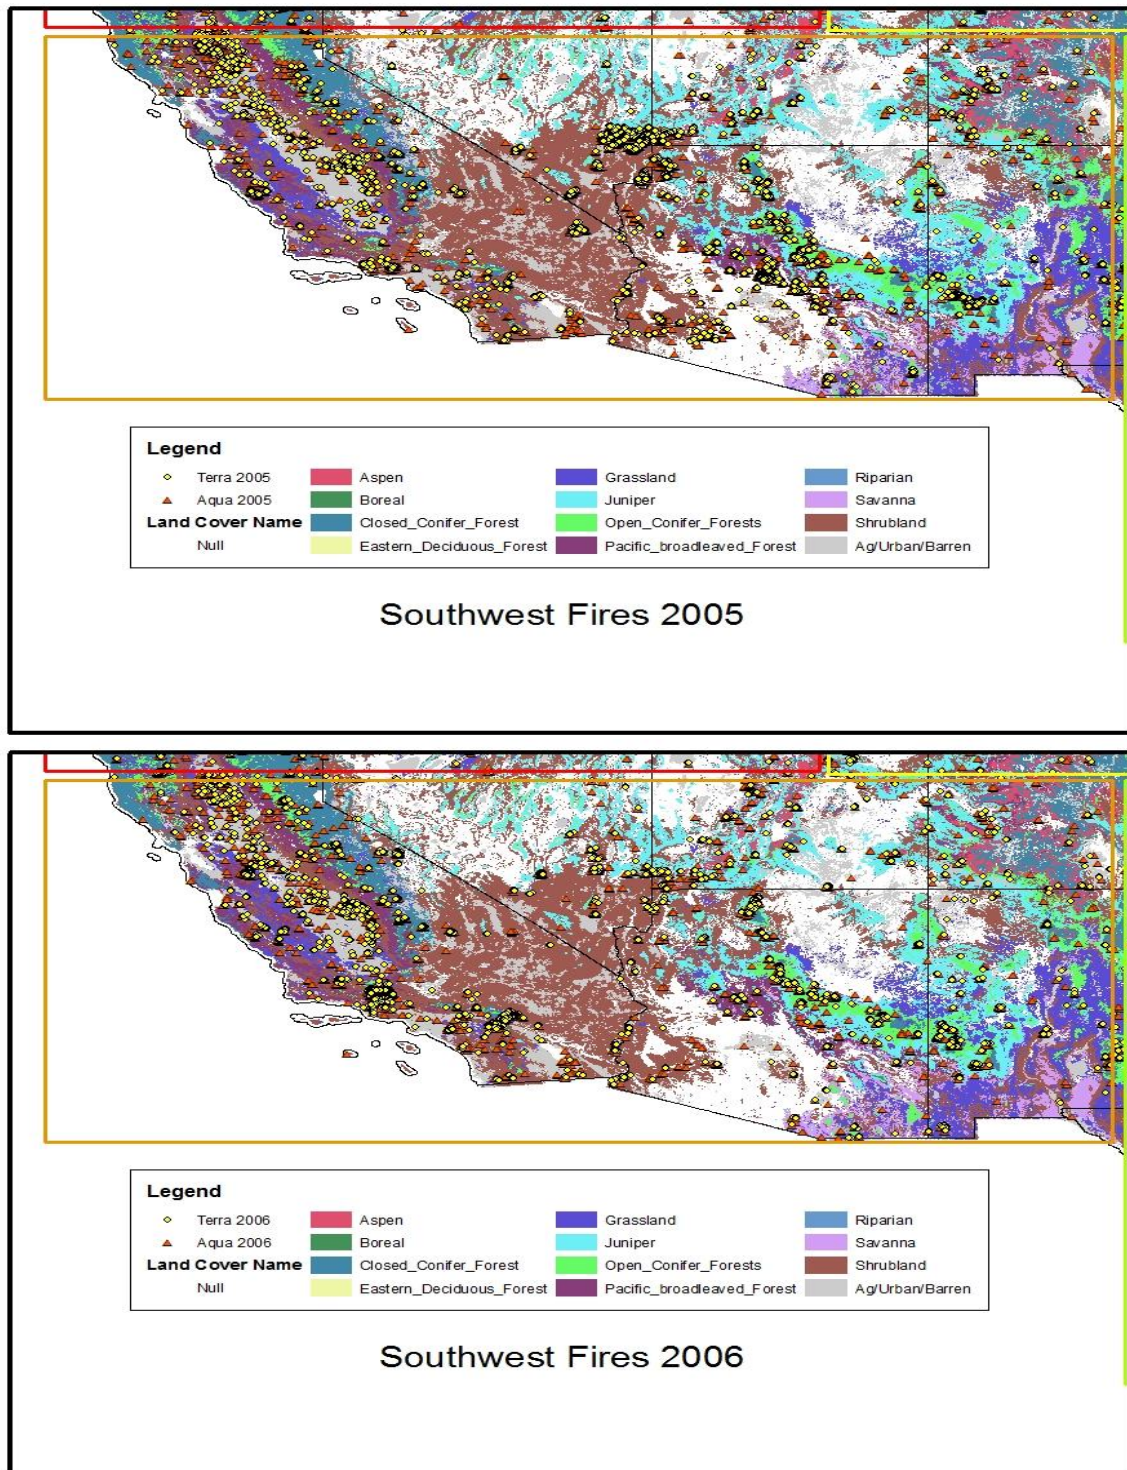 Legend
Terra 2005 Aspen Grassland Riparian
Aqua 2005 Boreal Juniper Savanna
Land Cover Name Closed_Conifer_Forest Open_Conifer_Forests Shrubland
Null Eastern_Deciduous_Forest Pacific_broadleaved_Forest Ag/Urban/Barren
Southwest Fires 2005
Legend
Terra 2006 Aspen Grassland Riparian
Aqua 2006 Boreal Juniper Savanna
Land Cover Name Closed_Conifer_Forest Open_Conifer_Forests Shrubland
Null Eastern_Deciduous_Forest Pacific_broadleaved_Forest Ag/Urban/Barren
Southwest Fires 2006